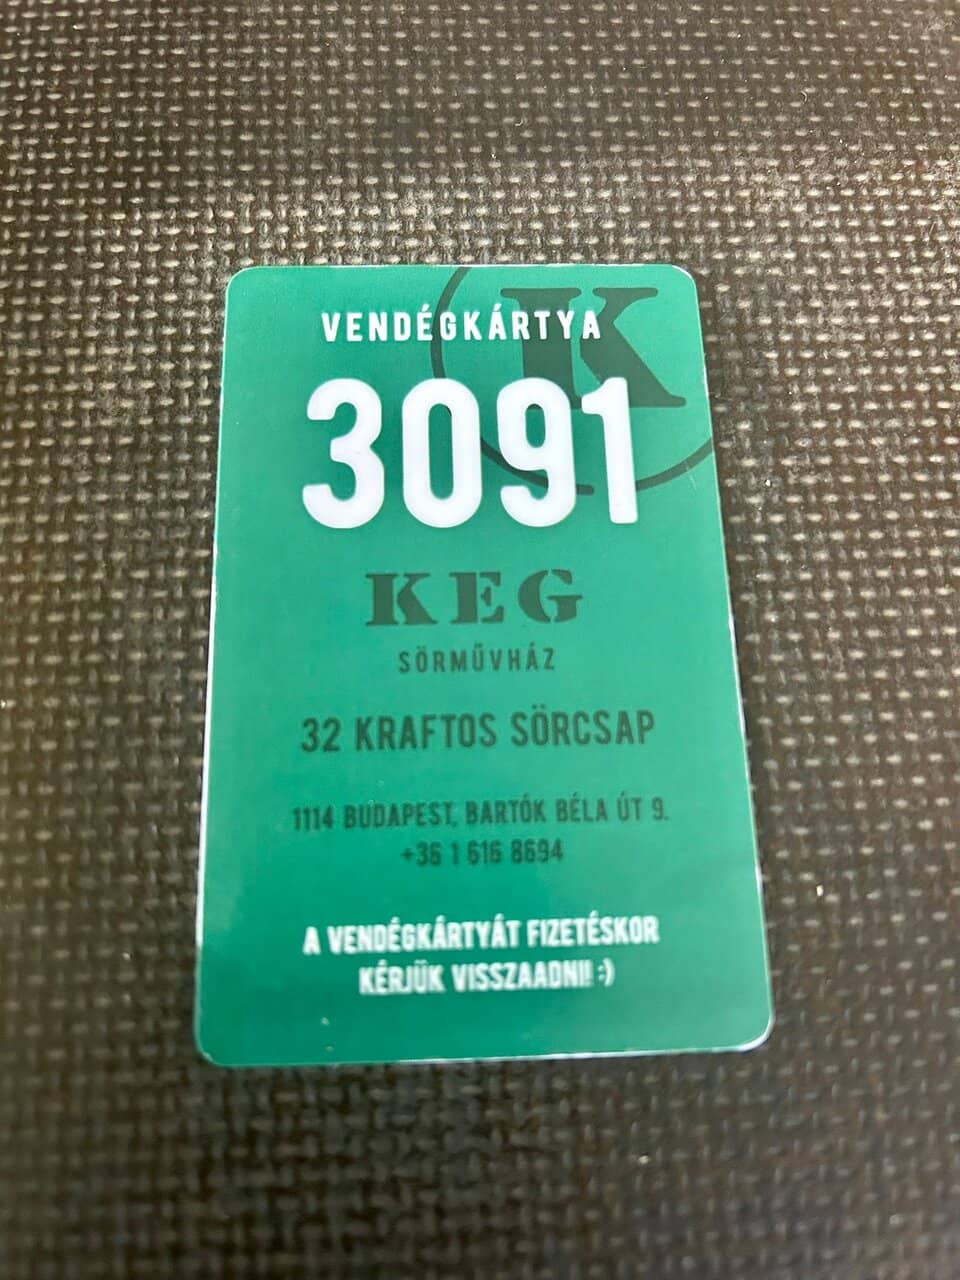 VENDÉGKÁRTYA
K
3091
KEG
SÖRMŰVHÁZ
32 KRAFTOS SÖRCSAP
1114 BUDAPEST, BARTÓK BÉLA ÚT 9.
+36 1 616 8694
A VENDÉGKÁRTYÁT FIZETÉSKOR
KÉRJÜK VISSZAADNI! :)